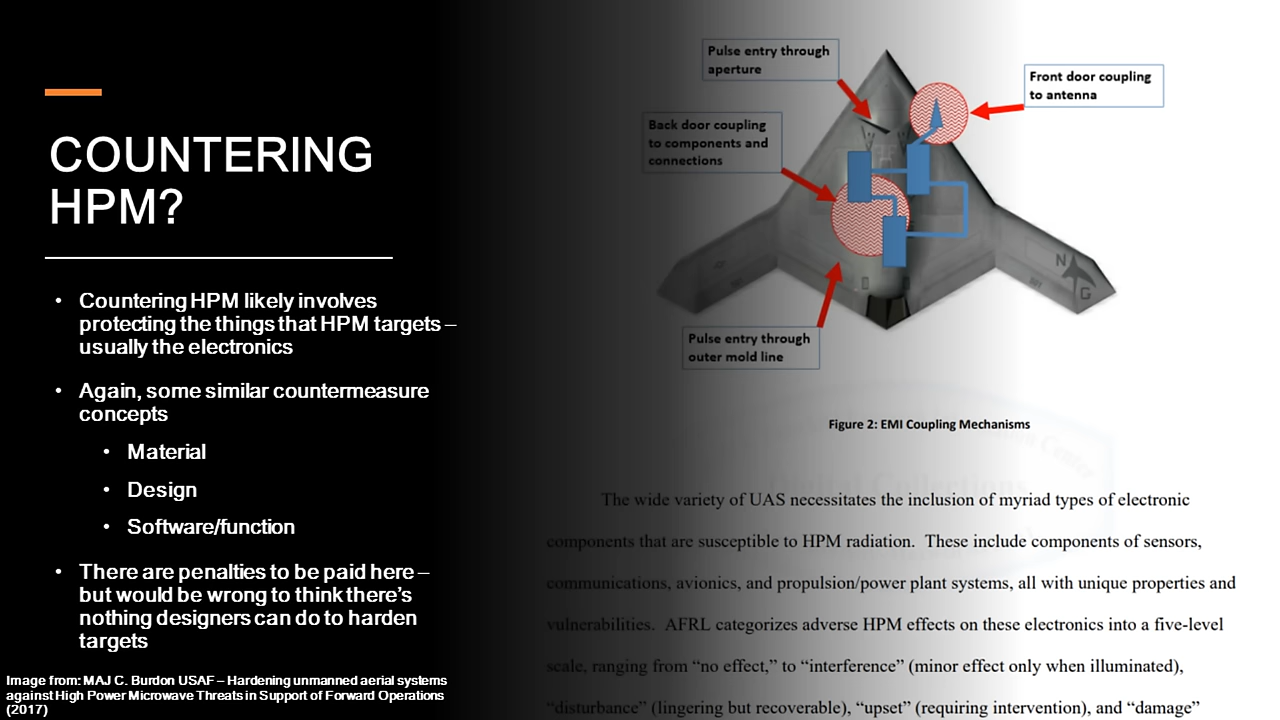 COUNTERING
HPM?
• Countering HPM likely involves
protecting the things that HPM targets –
usually the electronics
• Again, some similar countermeasure
concepts
• Material
• Design
• Software/function
• There are penalties to be paid here –
but would be wrong to think there's
nothing designers can do to harden
targets
Image from: MAJ C. Burdon USAF – Hardening unmanned aerial systems
against High Power Microwave Threats in Support of Forward Operations
(2017)
Pulse entry through
aperture
Front door coupling
to antenna
Back door coupling
to components and
connections
Pulse entry through
outer mold line
N
G
Figure 2: EMI Coupling Mechanisms
Digital Collections
Center
The wide variety of UAS necessitates the inclusion of myriad types of electronic
components that are susceptible to HPM radiation. These include components of sensors,
communications, avionics, and propulsion/power plant systems, all with unique properties and
vulnerabilities. AFRL categorizes adverse HPM effects on these electronics into a five-level
scale, ranging from “no effect,” to “interference” (minor effect only when illuminated),
“disturbance” (lingering but recoverable), “upset” (requiring intervention), and “damage”